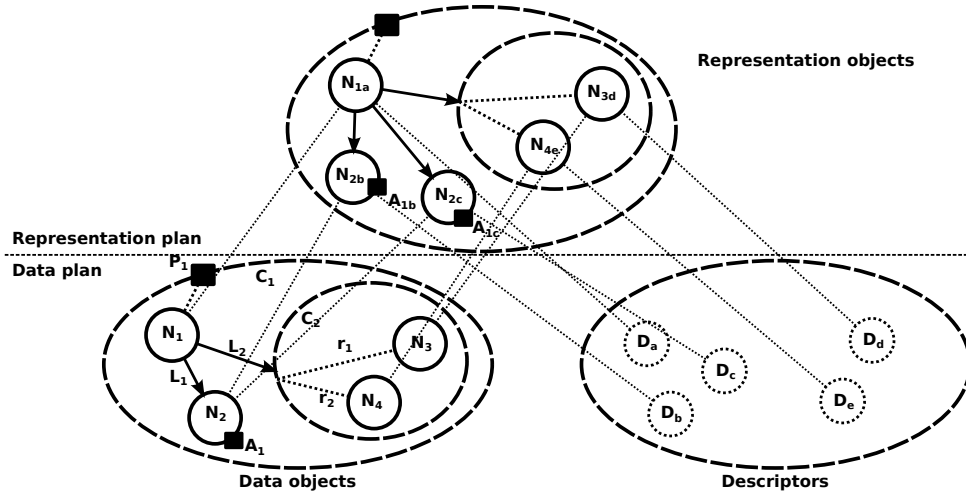 Representation objects
N1a
N3d
N4e
N2b
A1b
N2c
A1c
Representation plan
Data plan
P1
C1
C2
N1
L2
r1
N3
L1
r2
N2
N4
A1
Da
Dc
Dd
Db
De
Data objects
Descriptors